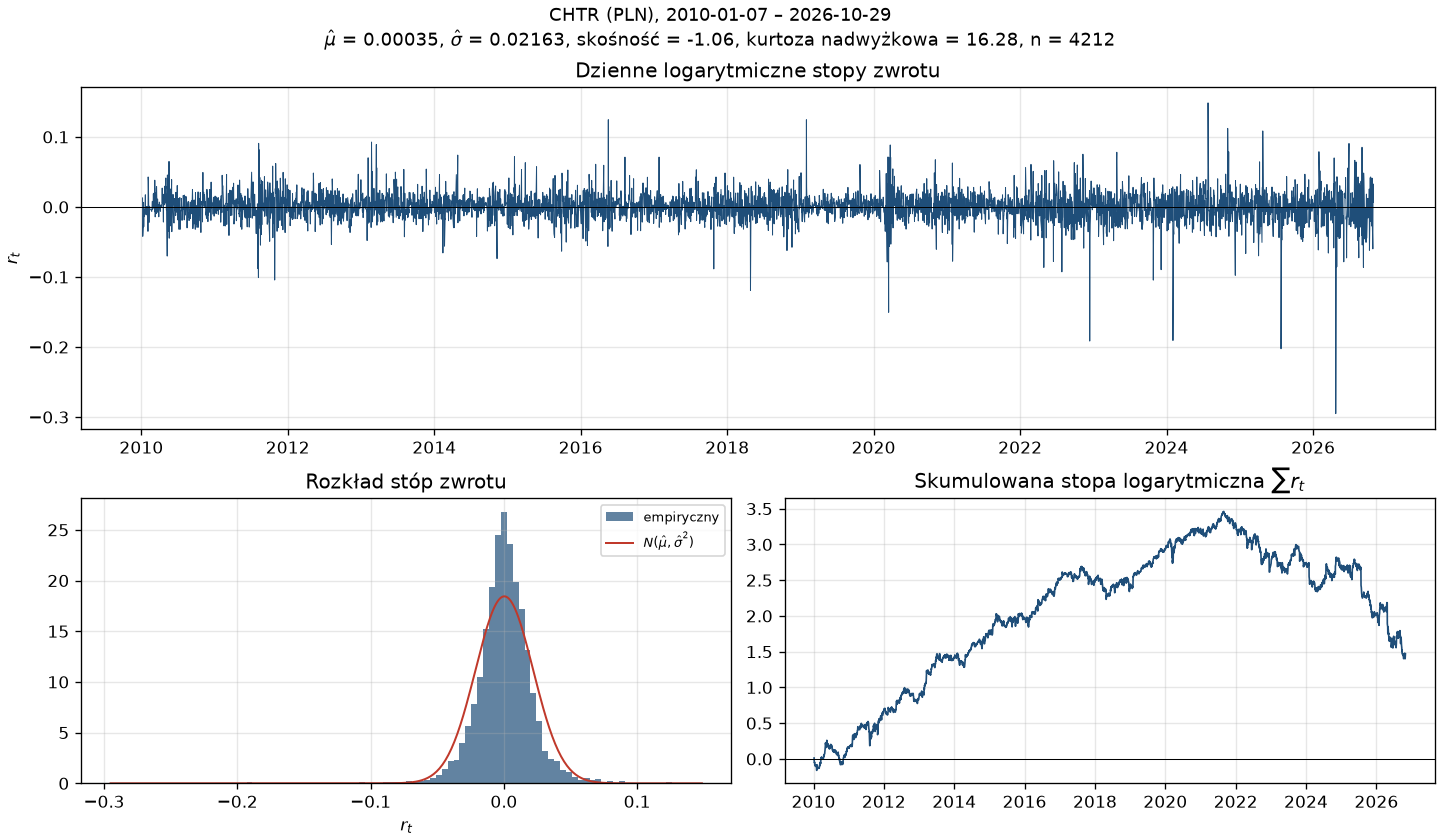 CHTR (PLN), 2010-01-07 – 2026-10-29
μ̂ = 0.00035, σ̂ = 0.02163, skośność = -1.06, kurtoza nadwyżkowa = 16.28, n = 4212
Dzienne logarytmiczne stopy zwrotu
r_t
0.1
0.0
−0.1
−0.2
−0.3
2010 2012 2014 2016 2018 2020 2022 2024 2026
Rozkład stóp zwrotu
empiryczny
N(μ̂, σ̂²)
25
20
15
10
5
0
−0.3 −0.2 −0.1 0.0 0.1
r_t
Skumulowana stopa logarytmiczna ∑r_t
3.5
3.0
2.5
2.0
1.5
1.0
0.5
0.0
2010 2012 2014 2016 2018 2020 2022 2024 2026